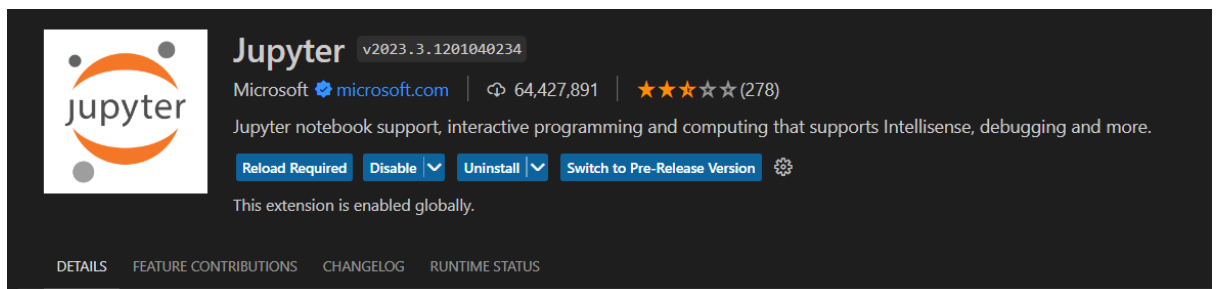 Jupyter v2023.3.1201040234
jupyter
Microsoft microsoft.com 64,427,891 (278)
Jupyter notebook support, interactive programming and computing that supports Intellisense, debugging and more.
Reload Required Disable Uninstall Switch to Pre-Release Version
This extension is enabled globally.
DETAILS FEATURE CONTRIBUTIONS CHANGELOG RUNTIME STATUS